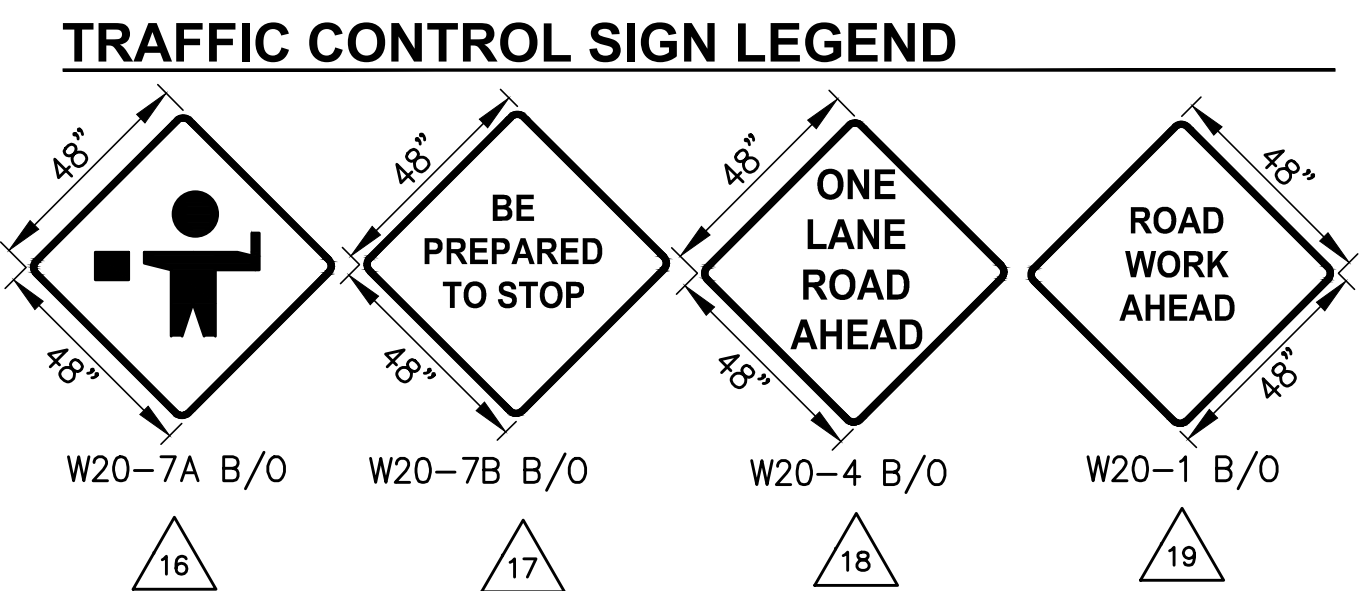 TRAFFIC CONTROL SIGN LEGEND
48”
48”
48”
48”
48”
48”
48”
48”
BE
PREPARED
TO STOP
ONE
LANE
ROAD
AHEAD
ROAD
WORK
AHEAD
W20-7A B/O
W20-7B B/O
W20-4 B/O
W20-1 B/O
16
17
18
19